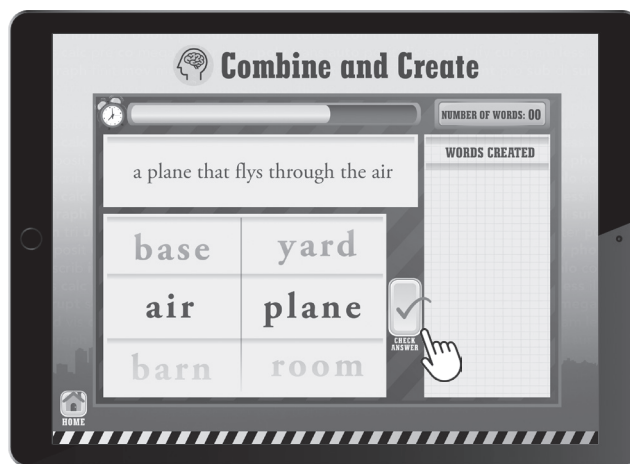 Combine and Create
NUMBER OF WORDS: 00
WORDS CREATED
a plane that flys through the air
base yard
air plane
barn room
CHECK
ANSWER
HOME